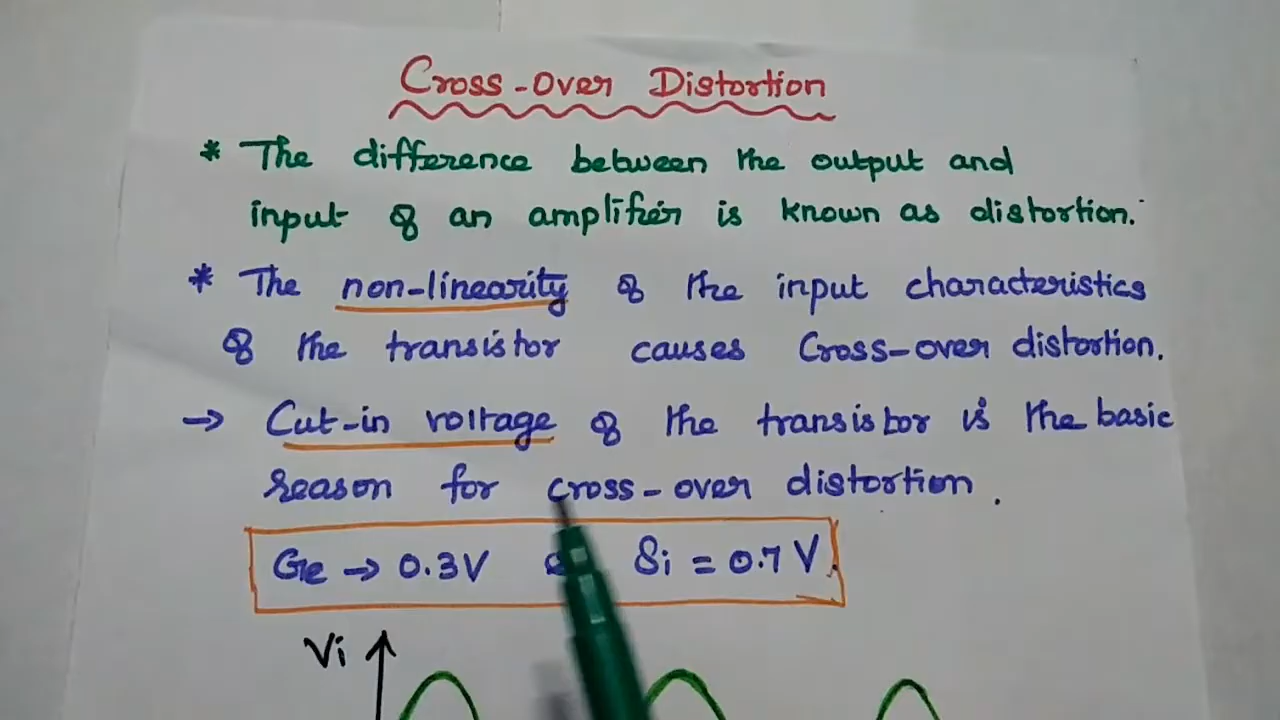 Cross-Over Distortion
* The difference between the output and
input of an amplifier is known as distortion.
* The non-linearity of the input characteristics
of the transistor causes Cross-over distortion.
→ Cut-in voltage of the transistor is the basic
reason for cross-over distortion.
Ge → 0.3V Si = 0.7V
Vi